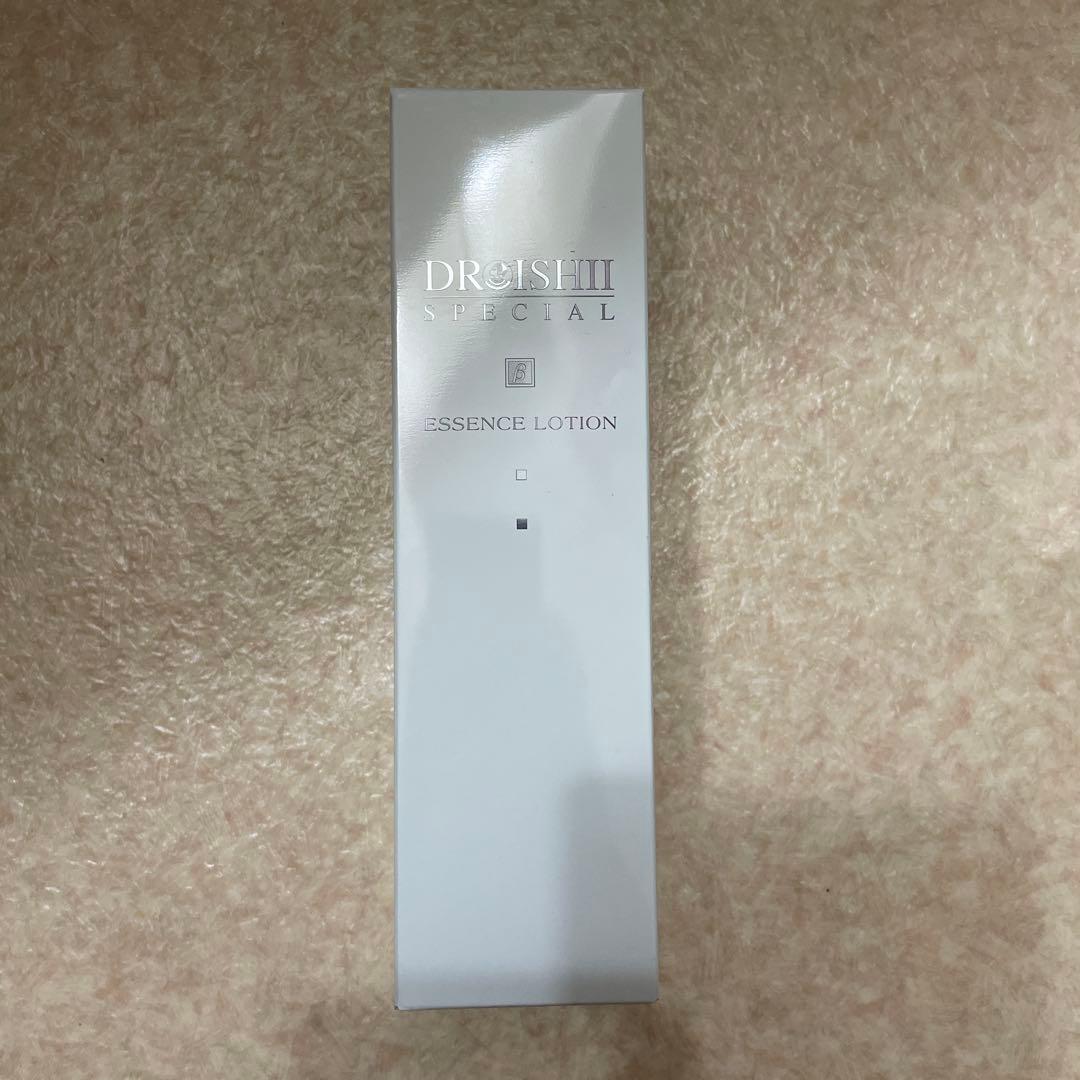 DR ISHII
SPECIAL
β
ESSENCE LOTION